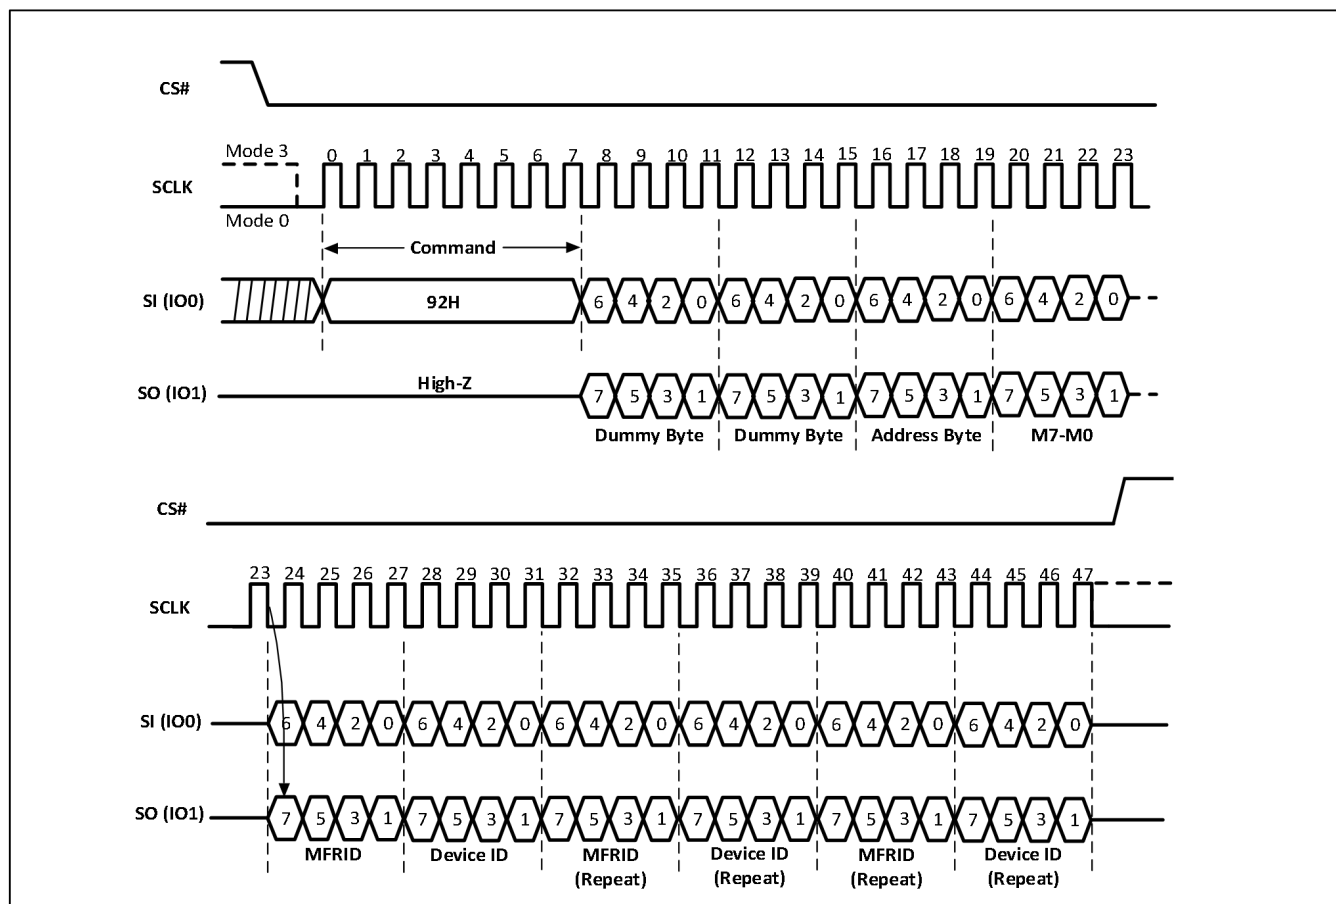 CS#
Mode 3 0 1 2 3 4 5 6 7 8 9 10 11 12 13 14 15 16 17 18 19 20 21 22 23
SCLK
Mode 0
Command
SI (IO0) 92H 6 4 2 0 6 4 2 0 6 4 2 0 6 4 2 0
High-Z
SO (IO1) 7 5 3 1 7 5 3 1 7 5 3 1 7 5 3 1
Dummy Byte Dummy Byte Address Byte M7-M0
CS#
23 24 25 26 27 28 29 30 31 32 33 34 35 36 37 38 39 40 41 42 43 44 45 46 47
SCLK
SI (IO0) 6 4 2 0 6 4 2 0 6 4 2 0 6 4 2 0 6 4 2 0 6 4 2 0
SO (IO1) 7 5 3 1 7 5 3 1 7 5 3 1 7 5 3 1 7 5 3 1 7 5 3 1
MFRID Device ID MFRID Device ID MFRID Device ID
(Repeat) (Repeat) (Repeat) (Repeat)